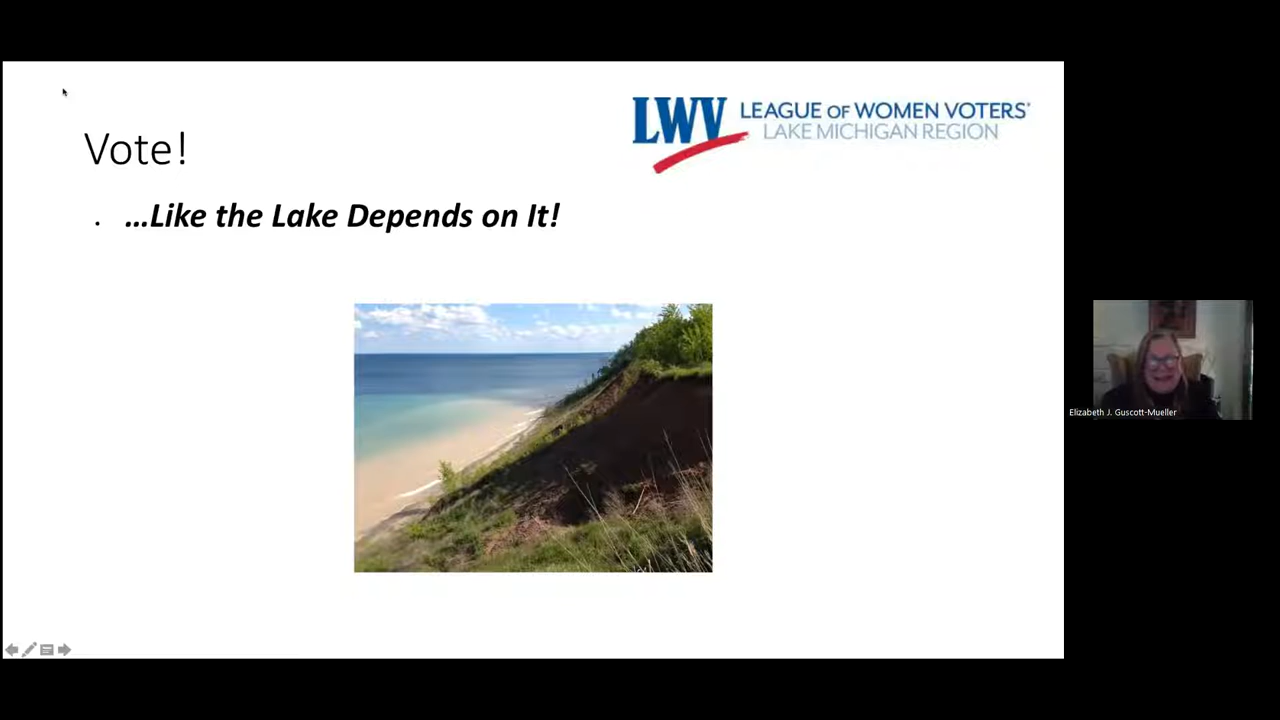 LWV LEAGUE OF WOMEN VOTERS®
LAKE MICHIGAN REGION
Vote!
. …Like the Lake Depends on It!
Elizabeth J. Guscott-Mueller